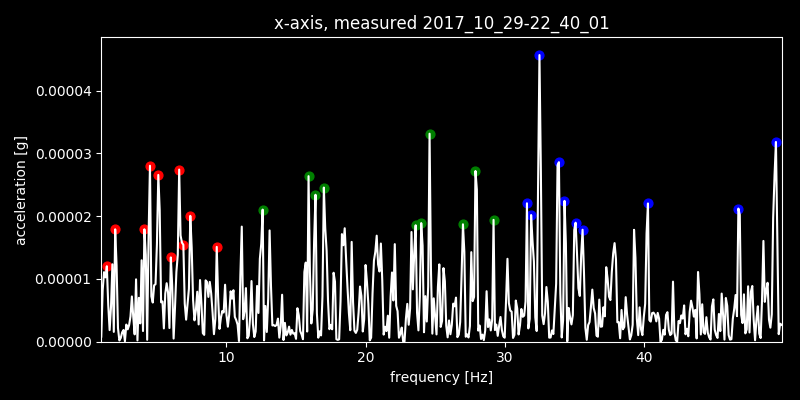 x-axis, measured 2017_10_29-22_40_01
0.00004
0.00003
0.00002
0.00001
0.00000
acceleration [g]
10 20 30 40
frequency [Hz]